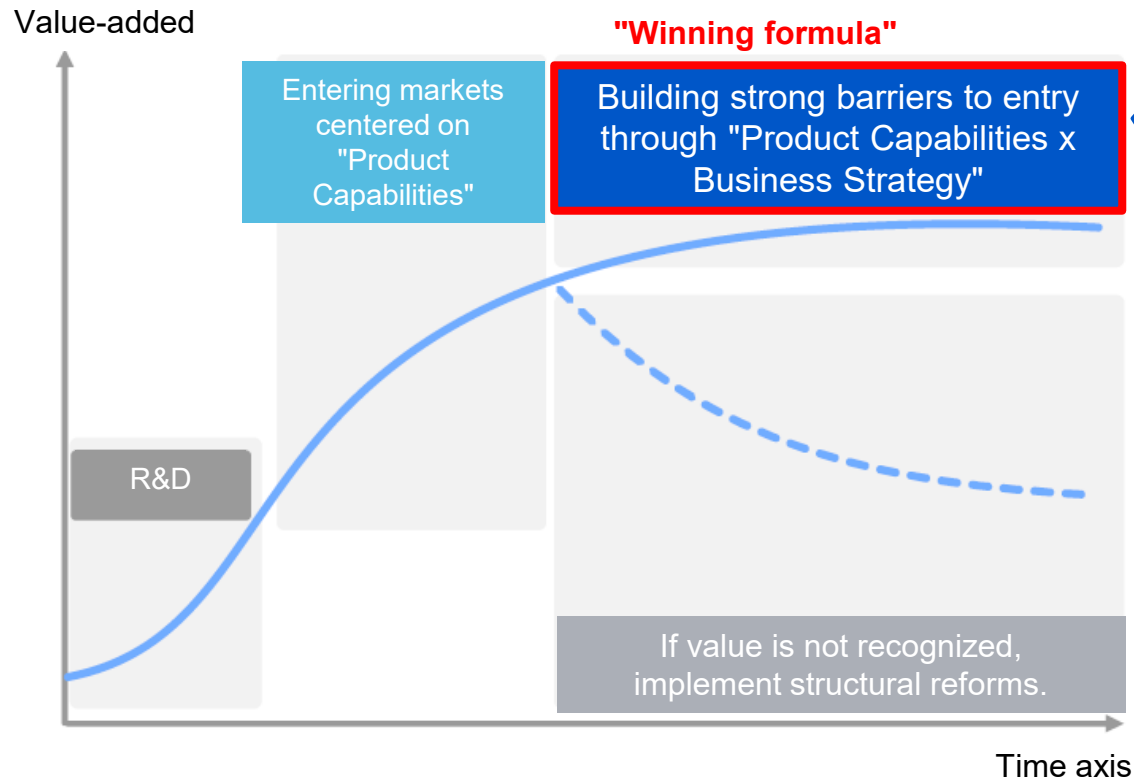 Value-added
"Winning formula"
Entering markets
centered on
"Product
Capabilities"
Building strong barriers to entry
through "Product Capabilities x
Business Strategy"
R&D
If value is not recognized,
implement structural reforms.
Time axis